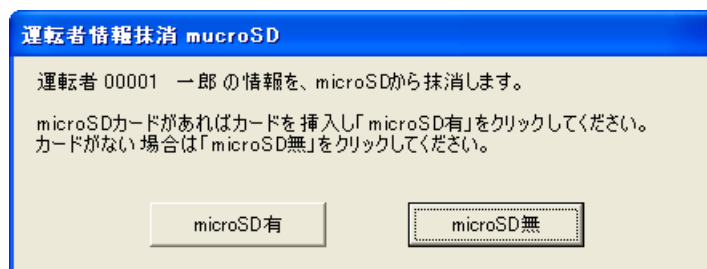 運転者情報抹消 mucroSD
運転者 00001 一郎 の情報を、microSDから抹消します。
microSDカードがあればカードを挿入し「microSD有」をクリックしてください。
カードがない場合は「microSD無」をクリックしてください。
microSD有
microSD無